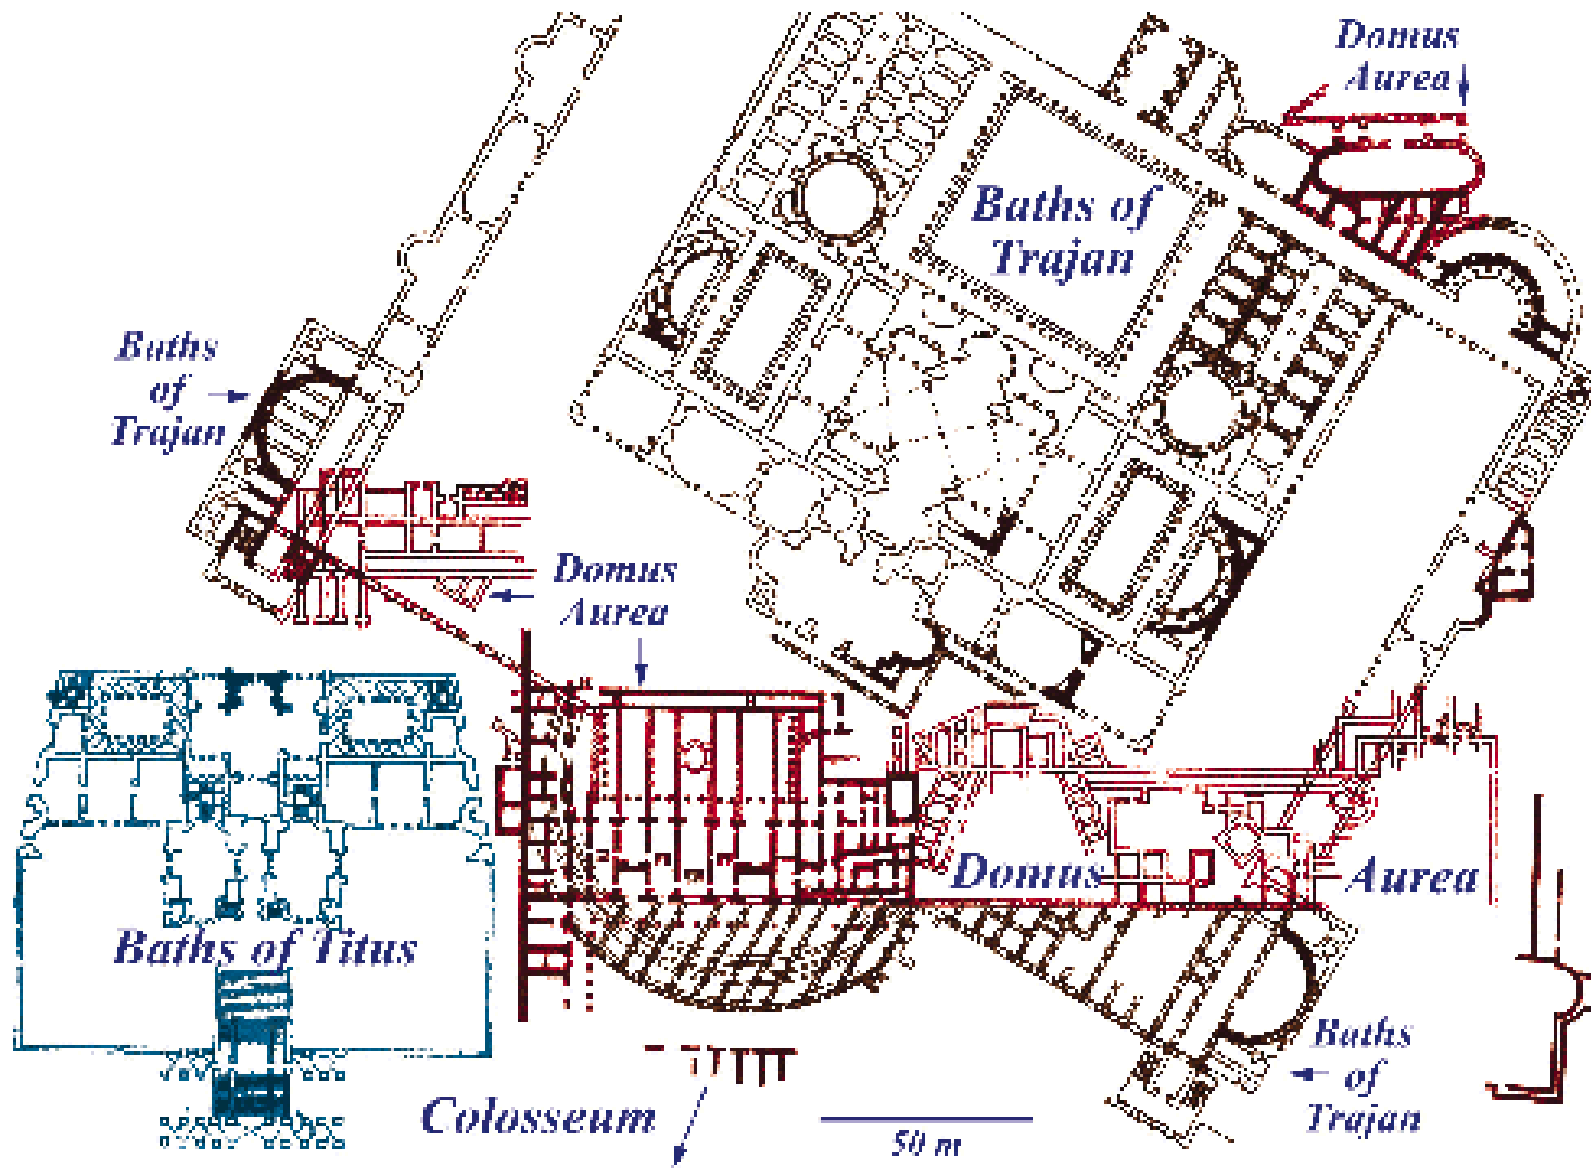 Domus
Aurea
Baths of
Trajan
Baths
of
Trajan
Domus
Aurea
Domus Aurea
Baths of Titus
Baths
of
Trajan
Colosseum
50 m